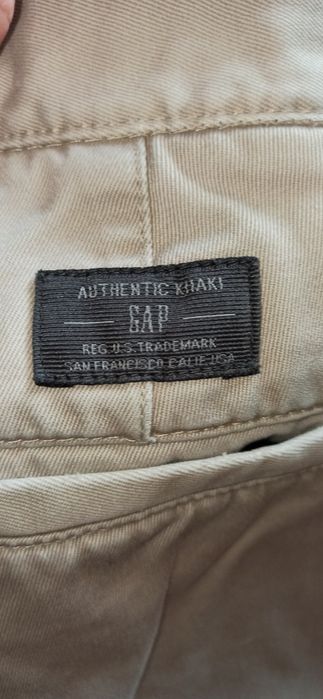 AUTHENTIC KHAKI
GAP
REG. U.S. TRADEMARK
SAN FRANCISCO CALIF. USA